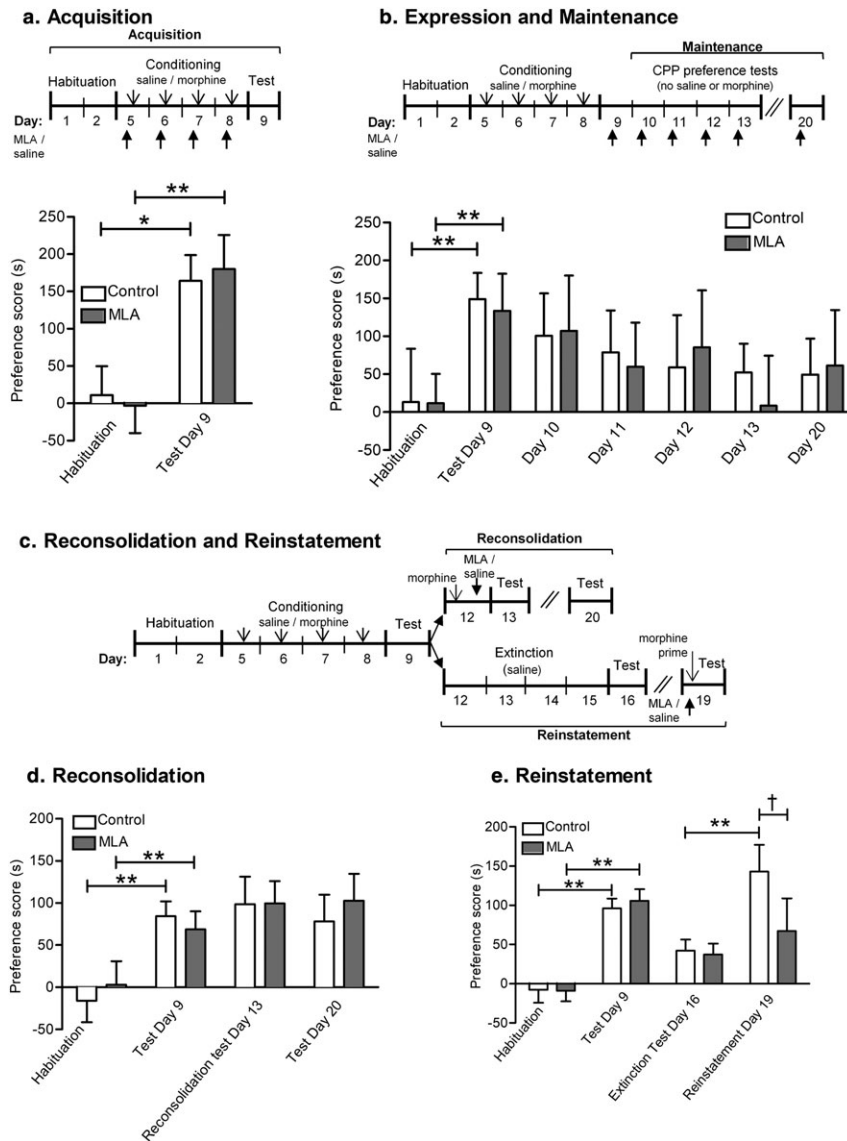 a. Acquisition
Acquisition
Habituation
Conditioning
saline / morphine
Test
Day:
1 2 5 6 7 8 9
MLA /
saline
**
*
Preference score (s)
250
200
150
100
50
0
-50
Control
MLA
Habituation
Test Day 9
b. Expression and Maintenance
Maintenance
Habituation
Conditioning
saline / morphine
CPP preference tests
(no saline or morphine)
Day:
1 2 5 6 7 8 9 10 11 12 13 20
MLA /
saline
**
**
Control
MLA
Preference score (s)
250
200
150
100
50
0
-50
Habituation
Test Day 9
Day 10
Day 11
Day 12
Day 13
Day 20
c. Reconsolidation and Reinstatement
Reconsolidation
morphine
MLA /
saline
Test
Test
12 13 20
Habituation
Conditioning
saline / morphine
Test
Day:
1 2 5 6 7 8 9
Extinction
(saline)
Test
morphine
prime
Test
12 13 14 15 16 19
MLA /
saline
Reinstatement
d. Reconsolidation
Control
MLA
**
**
Preference score (s)
200
150
100
50
0
-50
Habituation
Test Day 9
Reconsolidation test Day 13
Test Day 20
e. Reinstatement
Control
MLA
**
**
**
†
Preference score (s)
200
150
100
50
0
-50
Habituation
Test Day 9
Extinction Test Day 16
Reinstatement Day 19